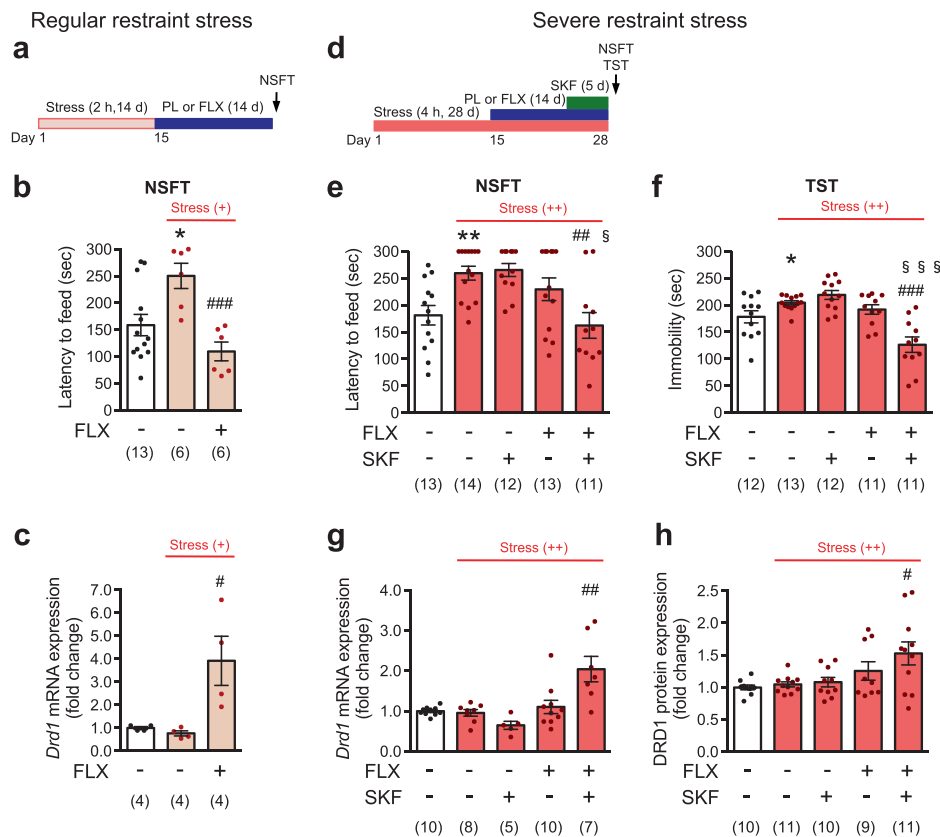 Regular restraint stress
Severe restraint stress
a
NSFT
Stress (2 h,14 d)
PL or FLX (14 d)
Day 1
15
d
NSFT
TST
SKF (5 d)
PL or FLX (14 d)
Stress (4 h, 28 d)
Day 1
15
28
b
NSFT
Stress (+)
Latency to feed (sec)
300
250
200
150
100
50
0
*
###
FLX
- - +
(13) (6) (6)
e
NSFT
Stress (++)
Latency to feed (sec)
300
250
200
150
100
50
0
**
## §
FLX - - - + +
SKF - - + - +
(13) (14) (12) (13) (11)
f
TST
Stress (++)
Immobility (sec)
300
250
200
150
100
50
0
*
§ § §
###
FLX - - - + +
SKF - - + - +
(12) (13) (12) (11) (11)
c
Stress (+)
Drd1 mRNA expression
(fold change)
7.0
6.0
5.0
4.0
3.0
2.0
1.0
0
#
FLX - - +
(4) (4) (4)
g
Stress (++)
Drd1 mRNA expression
(fold change)
4.0
3.0
2.0
1.0
0
##
FLX - - - + +
SKF - - + - +
(10) (8) (5) (10) (7)
h
Stress (++)
DRD1 protein expression
(fold change)
2.5
2.0
1.5
1.0
0.5
0.0
#
FLX - - - + +
SKF - - + - +
(10) (11) (10) (9) (11)